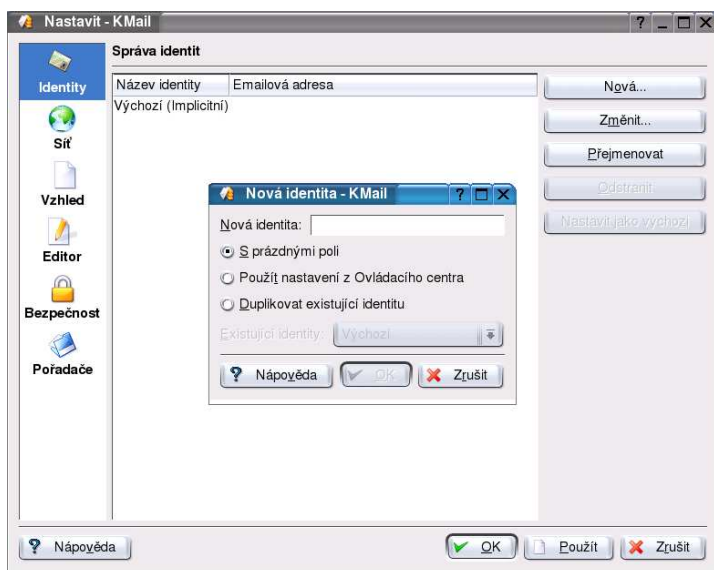 Nastavit - KMail
Identity
Síť
Vzhled
Editor
Bezpečnost
Pořadače
Správa identit
Název identity Emailová adresa
Výchozí (Implicitní)
Nová...
Změnit...
Přejmenovat
Odstranit
Nastavit jako výchozí
Nová identita - KMail
Nová identita:
S prázdnými poli
Použít nastavení z Ovládacího centra
Duplikovat existující identitu
Existující identity: Výchozí
Nápověda OK Zrušit
Nápověda OK Použít Zrušit